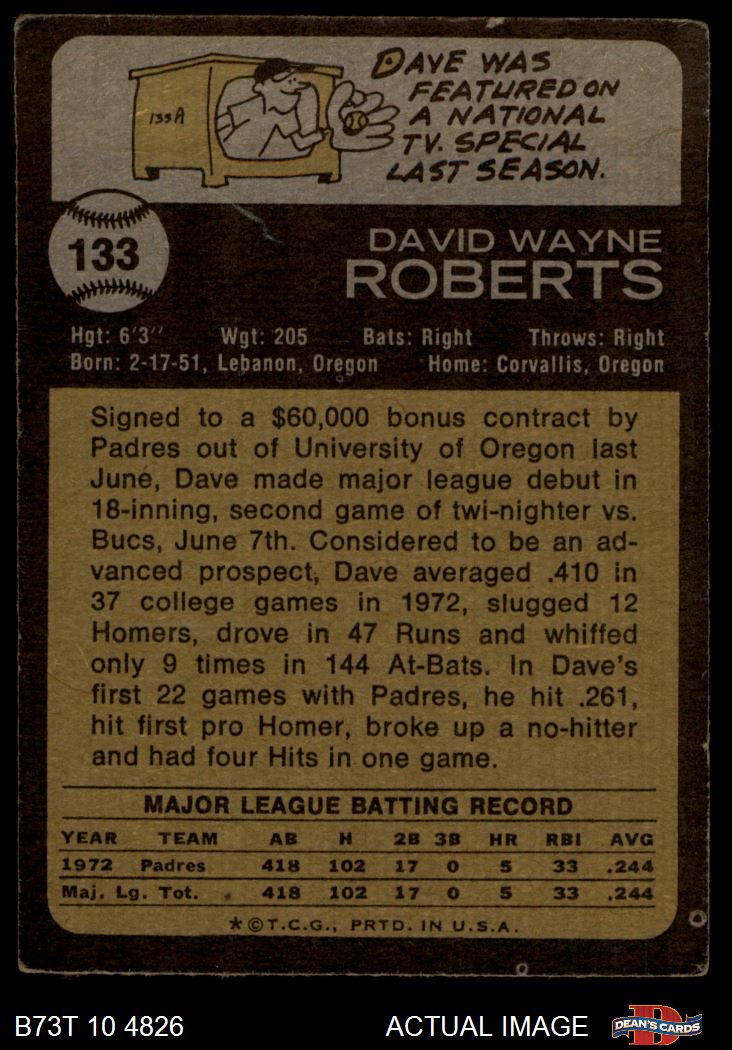 DAVE WAS
FEATURED ON
A NATIONAL
TV. SPECIAL
LAST SEASON.
133A
133
DAVID WAYNE
ROBERTS
Hgt: 6'3'' Wgt: 205 Bats: Right Throws: Right
Born: 2-17-51, Lebanon, Oregon Home: Corvallis, Oregon
Signed to a $60,000 bonus contract by
Padres out of University of Oregon last
June, Dave made major league debut in
18-inning, second game of twi-nighter vs.
Bucs, June 7th. Considered to be an ad-
vanced prospect, Dave averaged .410 in
37 college games in 1972, slugged 12
Homers, drove in 47 Runs and whiffed
only 9 times in 144 At-Bats. In Dave's
first 22 games with Padres, he hit .261,
hit first pro Homer, broke up a no-hitter
and had four Hits in one game.
MAJOR LEAGUE BATTING RECORD
YEAR TEAM AB H 2B 3B HR RBI AVG
1972 Padres 418 102 17 0 5 33 .244
Maj. Lg. Tot. 418 102 17 0 5 33 .244
*©T.C.G., PRTD. IN U.S.A.
B73T 10 4826 ACTUAL IMAGE DEAN'S CARDS